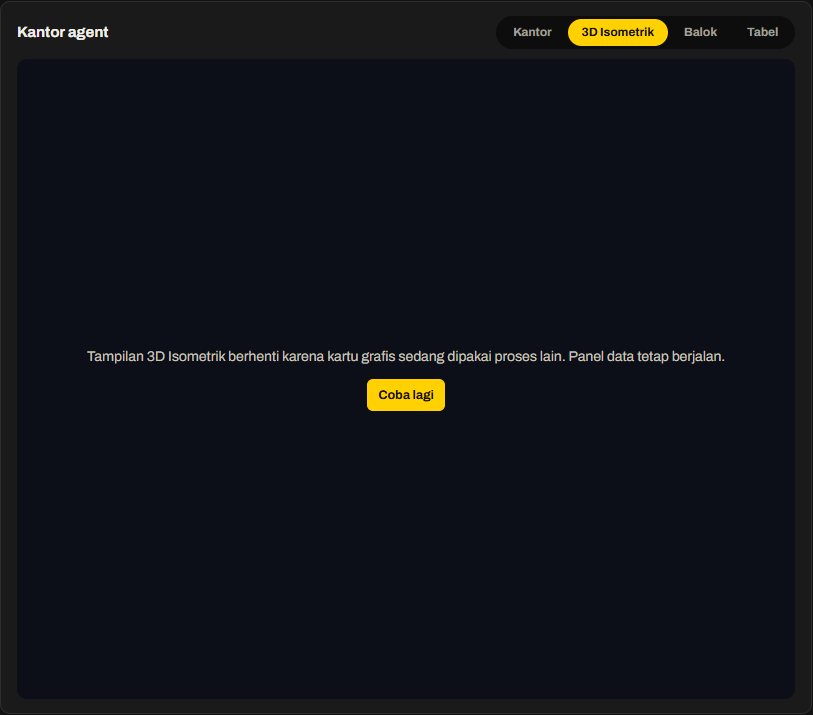 Kantor agent
Kantor
3D Isometrik
Balok
Tabel
Tampilan 3D Isometrik berhenti karena kartu grafis sedang dipakai proses lain. Panel data tetap berjalan.
Coba lagi